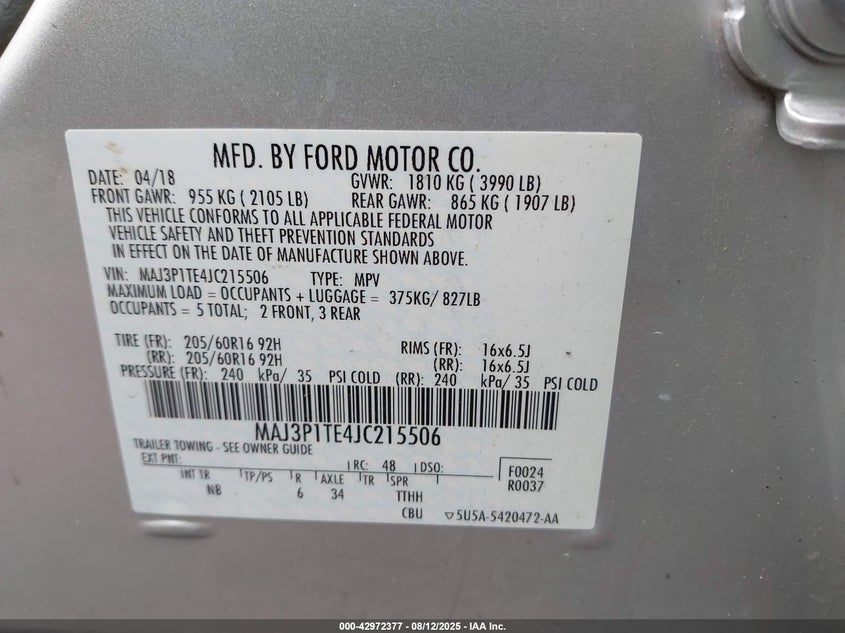 MFD. BY FORD MOTOR CO.
DATE: 04/18 GVWR: 1810 KG ( 3990 LB)
FRONT GAWR: 955 KG ( 2105 LB) REAR GAWR: 865 KG ( 1907 LB)
THIS VEHICLE CONFORMS TO ALL APPLICABLE FEDERAL MOTOR
VEHICLE SAFETY AND THEFT PREVENTION STANDARDS
IN EFFECT ON THE DATE OF MANUFACTURE SHOWN ABOVE.
VIN: MAJ3P1TE4JC215506 TYPE: MPV
MAXIMUM LOAD = OCCUPANTS + LUGGAGE = 375KG/ 827LB
OCCUPANTS = 5 TOTAL; 2 FRONT, 3 REAR
TIRE (FR): 205/60R16 92H RIMS (FR): 16x6.5J
(RR): 205/60R16 92H (RR): 16x6.5J
PRESSURE (FR): 240 kPa/ 35 PSI COLD (RR): 240 kPa/ 35 PSI COLD
MAJ3P1TE4JC215506
TRAILER TOWING - SEE OWNER GUIDE
EXT PNT: RC: 48 DSO: F0024
R0037
INT TR TP/PS R AXLE TR SPR
NB 6 34 TTHH
CBU ▽5U5A-5420472-AA
000-42972377 - 08/12/2025 - IAA Inc.